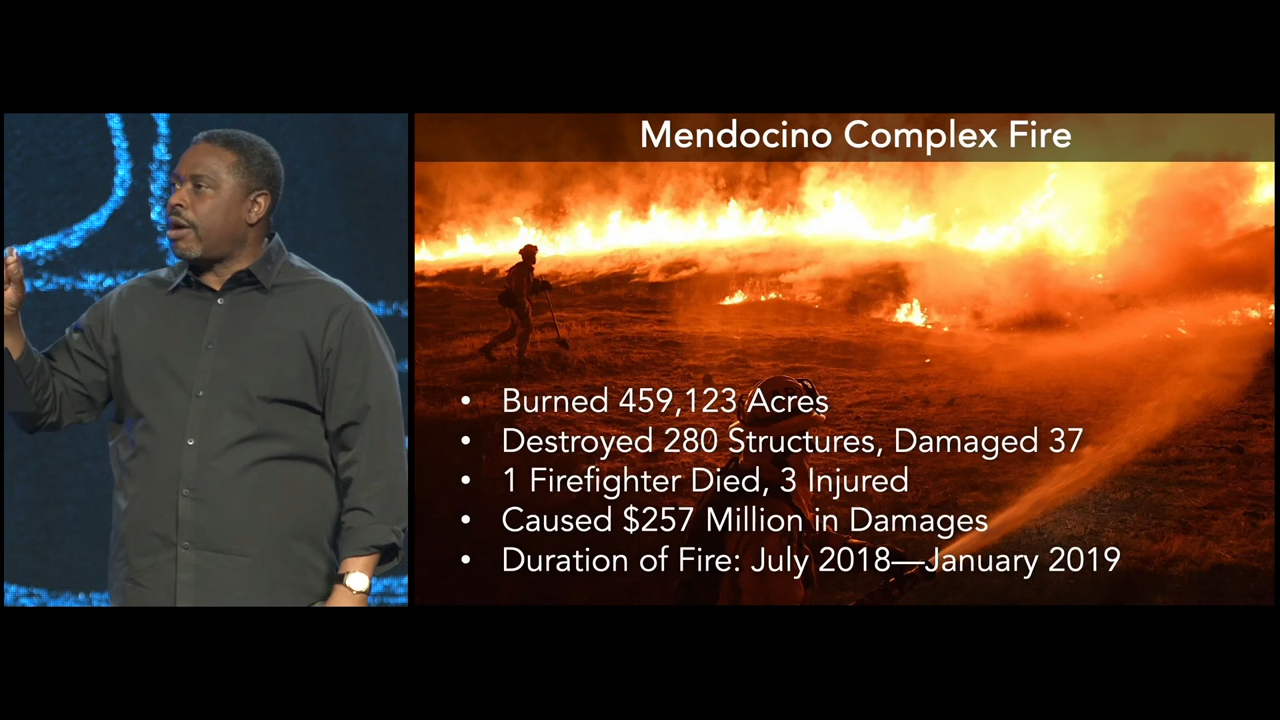 Mendocino Complex Fire
• Burned 459,123 Acres
• Destroyed 280 Structures, Damaged 37
• 1 Firefighter Died, 3 Injured
• Caused $257 Million in Damages
• Duration of Fire: July 2018—January 2019